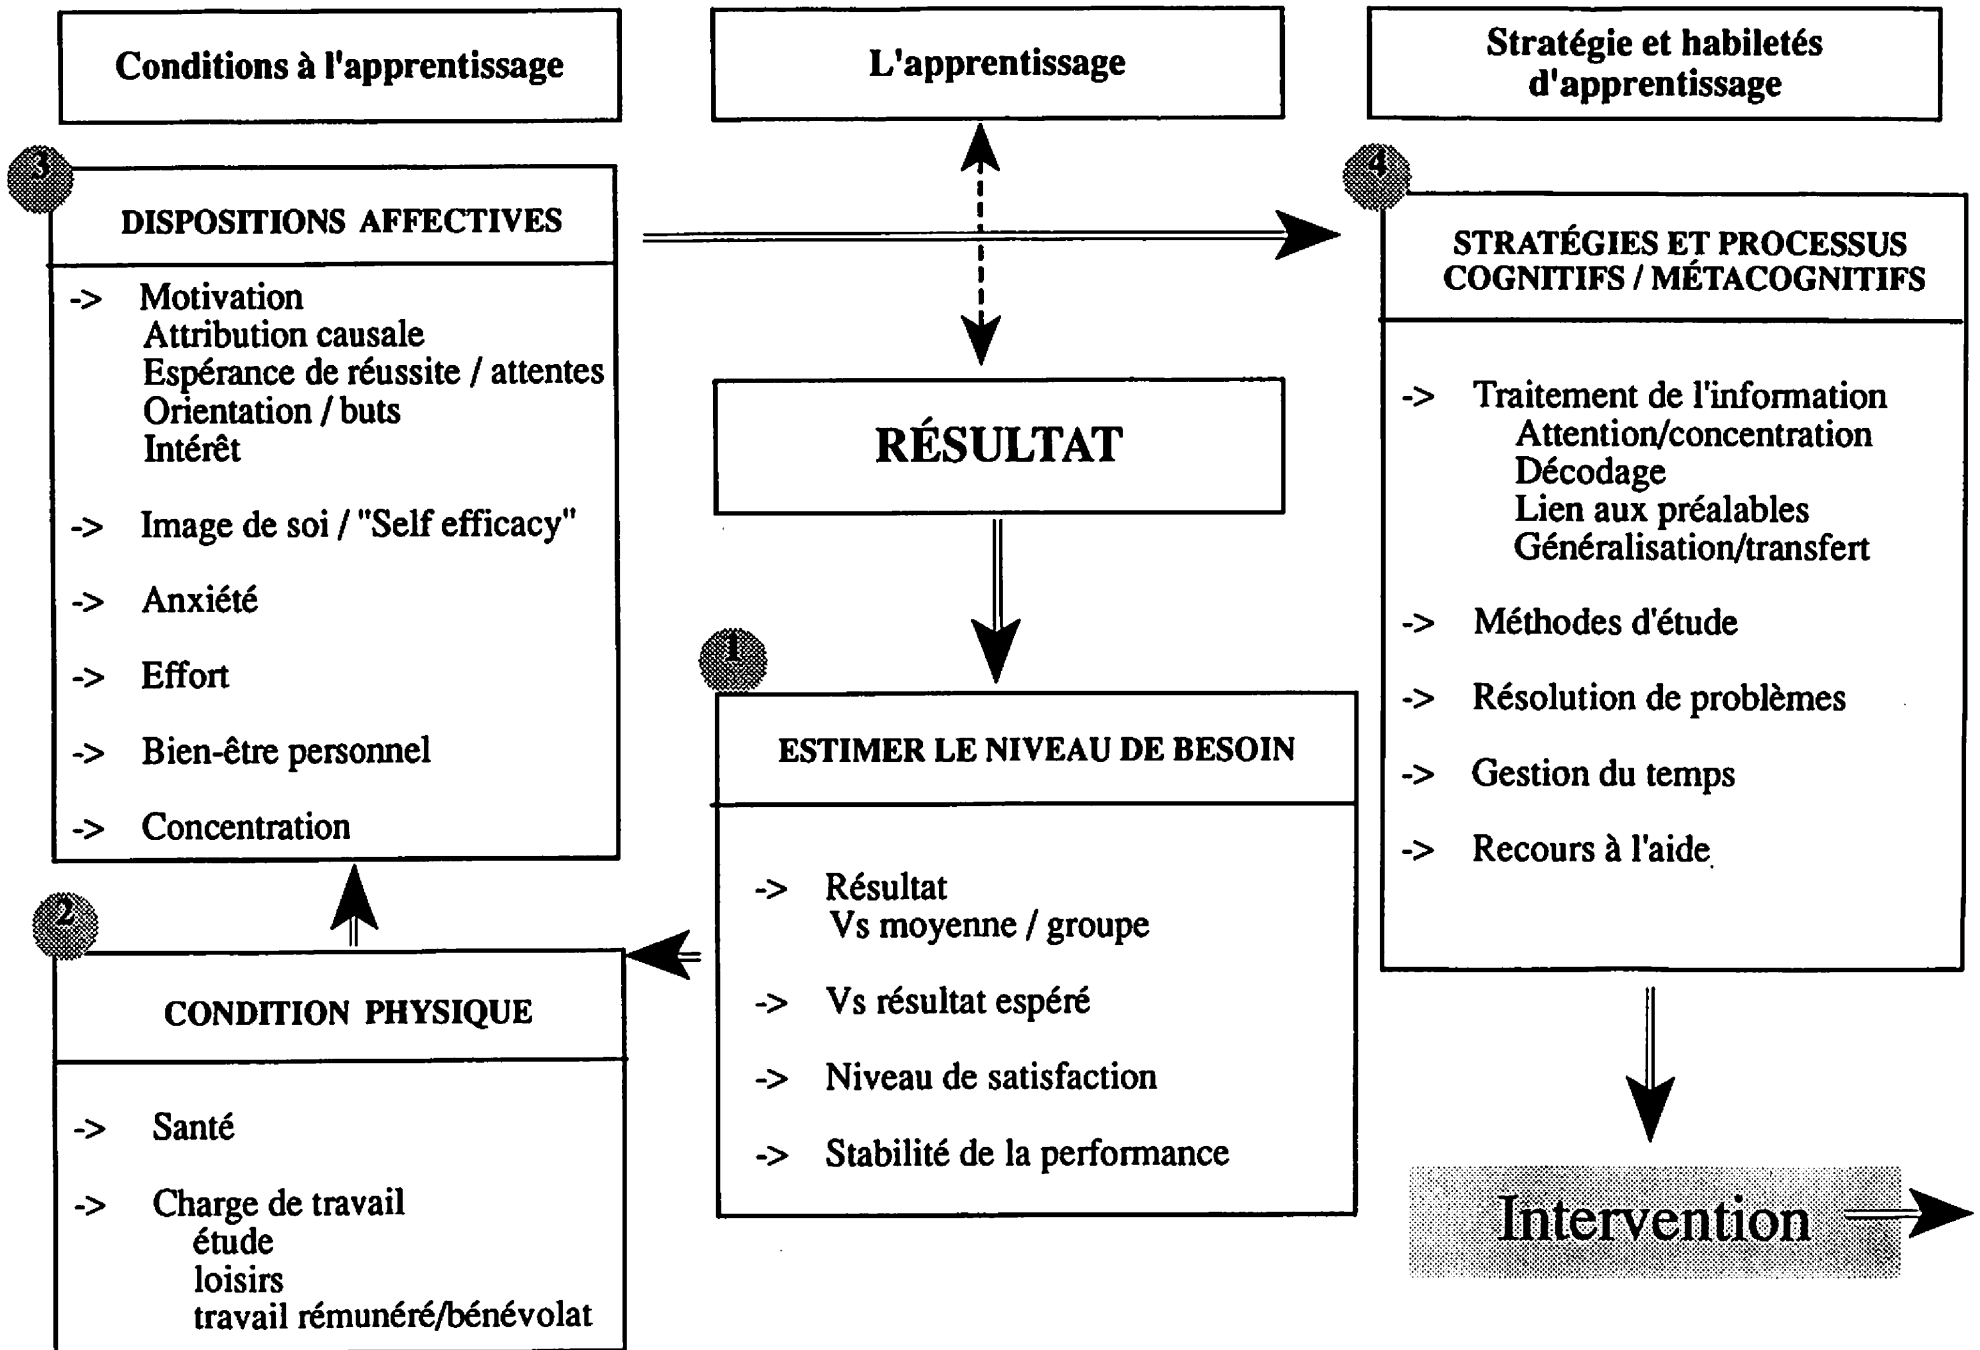 Conditions à l'apprentissage
L'apprentissage
Stratégie et habiletés
d'apprentissage
3
DISPOSITIONS AFFECTIVES
-> Motivation
Attribution causale
Espérance de réussite / attentes
Orientation / buts
Intérêt
-> Image de soi / "Self efficacy"
-> Anxiété
-> Effort
-> Bien-être personnel
-> Concentration
2
CONDITION PHYSIQUE
-> Santé
-> Charge de travail
étude
loisirs
travail rémunéré/bénévolat
RÉSULTAT
1
ESTIMER LE NIVEAU DE BESOIN
-> Résultat
Vs moyenne / groupe
-> Vs résultat espéré
-> Niveau de satisfaction
-> Stabilité de la performance
4
STRATÉGIES ET PROCESSUS
COGNITIFS / MÉTACOGNITIFS
-> Traitement de l'information
Attention/concentration
Décodage
Lien aux préalables
Généralisation/transfert
-> Méthodes d'étude
-> Résolution de problèmes
-> Gestion du temps
-> Recours à l'aide
Intervention